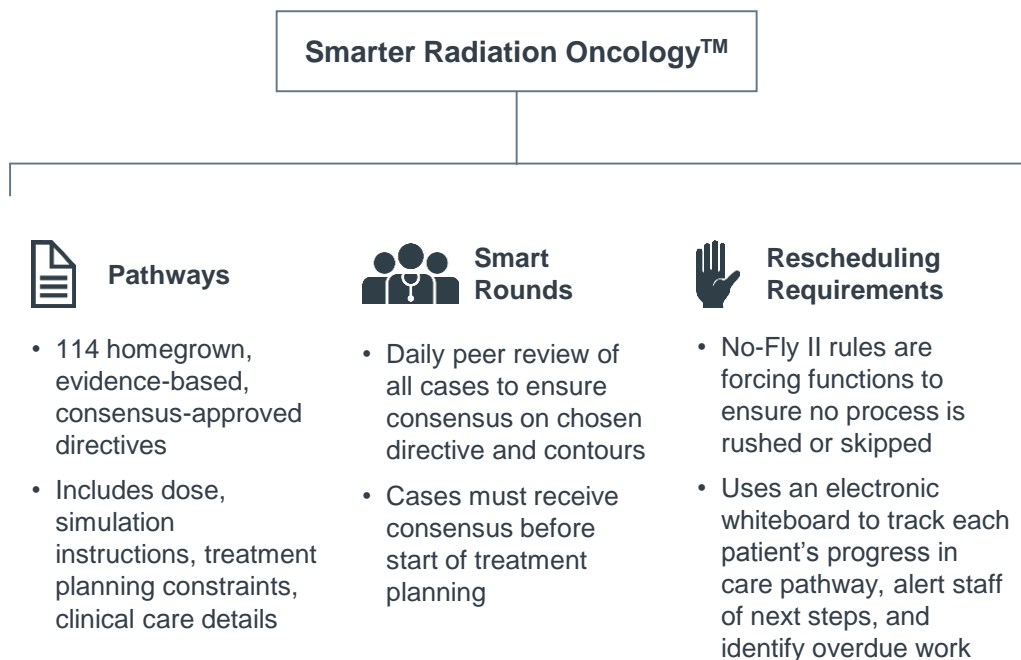 Smarter Radiation Oncology™
Pathways
• 114 homegrown,
evidence-based,
consensus-approved
directives
• Includes dose,
simulation
instructions, treatment
planning constraints,
clinical care details
Smart
Rounds
• Daily peer review of
all cases to ensure
consensus on chosen
directive and contours
• Cases must receive
consensus before
start of treatment
planning
Rescheduling
Requirements
• No-Fly II rules are
forcing functions to
ensure no process is
rushed or skipped
• Uses an electronic
whiteboard to track each
patient’s progress in
care pathway, alert staff
of next steps, and
identify overdue work